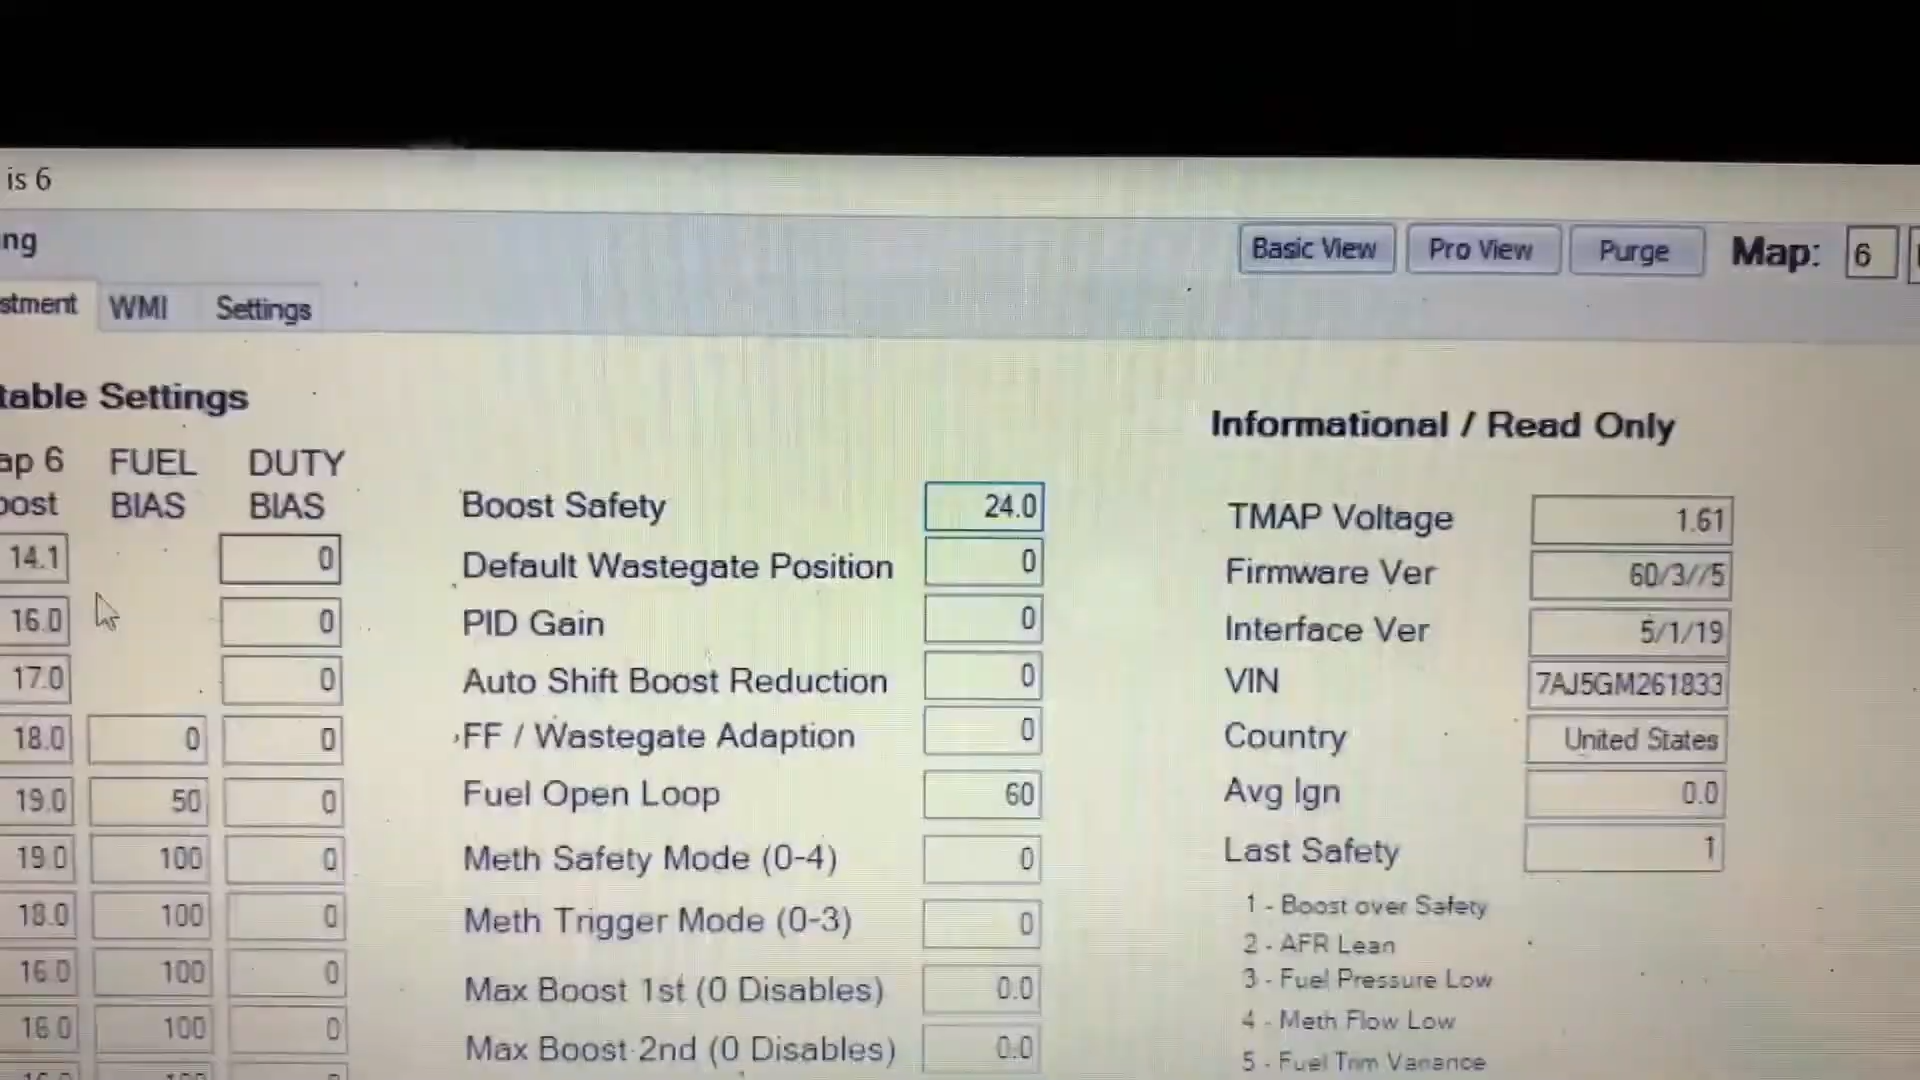 is 6
ng
Basic View Pro View Purge Map: 6
stment WMI Settings
table Settings
ap 6 FUEL DUTY
oost BIAS BIAS
14.1 0
16.0 0
17.0 0
18.0 0 0
19.0 50 0
19.0 100 0
18.0 100 0
16.0 100 0
16.0 100 0
Boost Safety 24.0
Default Wastegate Position 0
PID Gain 0
Auto Shift Boost Reduction 0
FF / Wastegate Adaption 0
Fuel Open Loop 60
Meth Safety Mode (0-4) 0
Meth Trigger Mode (0-3) 0
Max Boost 1st (0 Disables) 0.0
Max Boost 2nd (0 Disables) 0.0
Informational / Read Only
TMAP Voltage 1.61
Firmware Ver 60/3//5
Interface Ver 5/1/19
VIN 7AJ5GM261833
Country United States
Avg Ign 0.0
Last Safety 1
1 - Boost over Safety
2 - AFR Lean
3 - Fuel Pressure Low
4 - Meth Flow Low
5 - Fuel Trim Variance